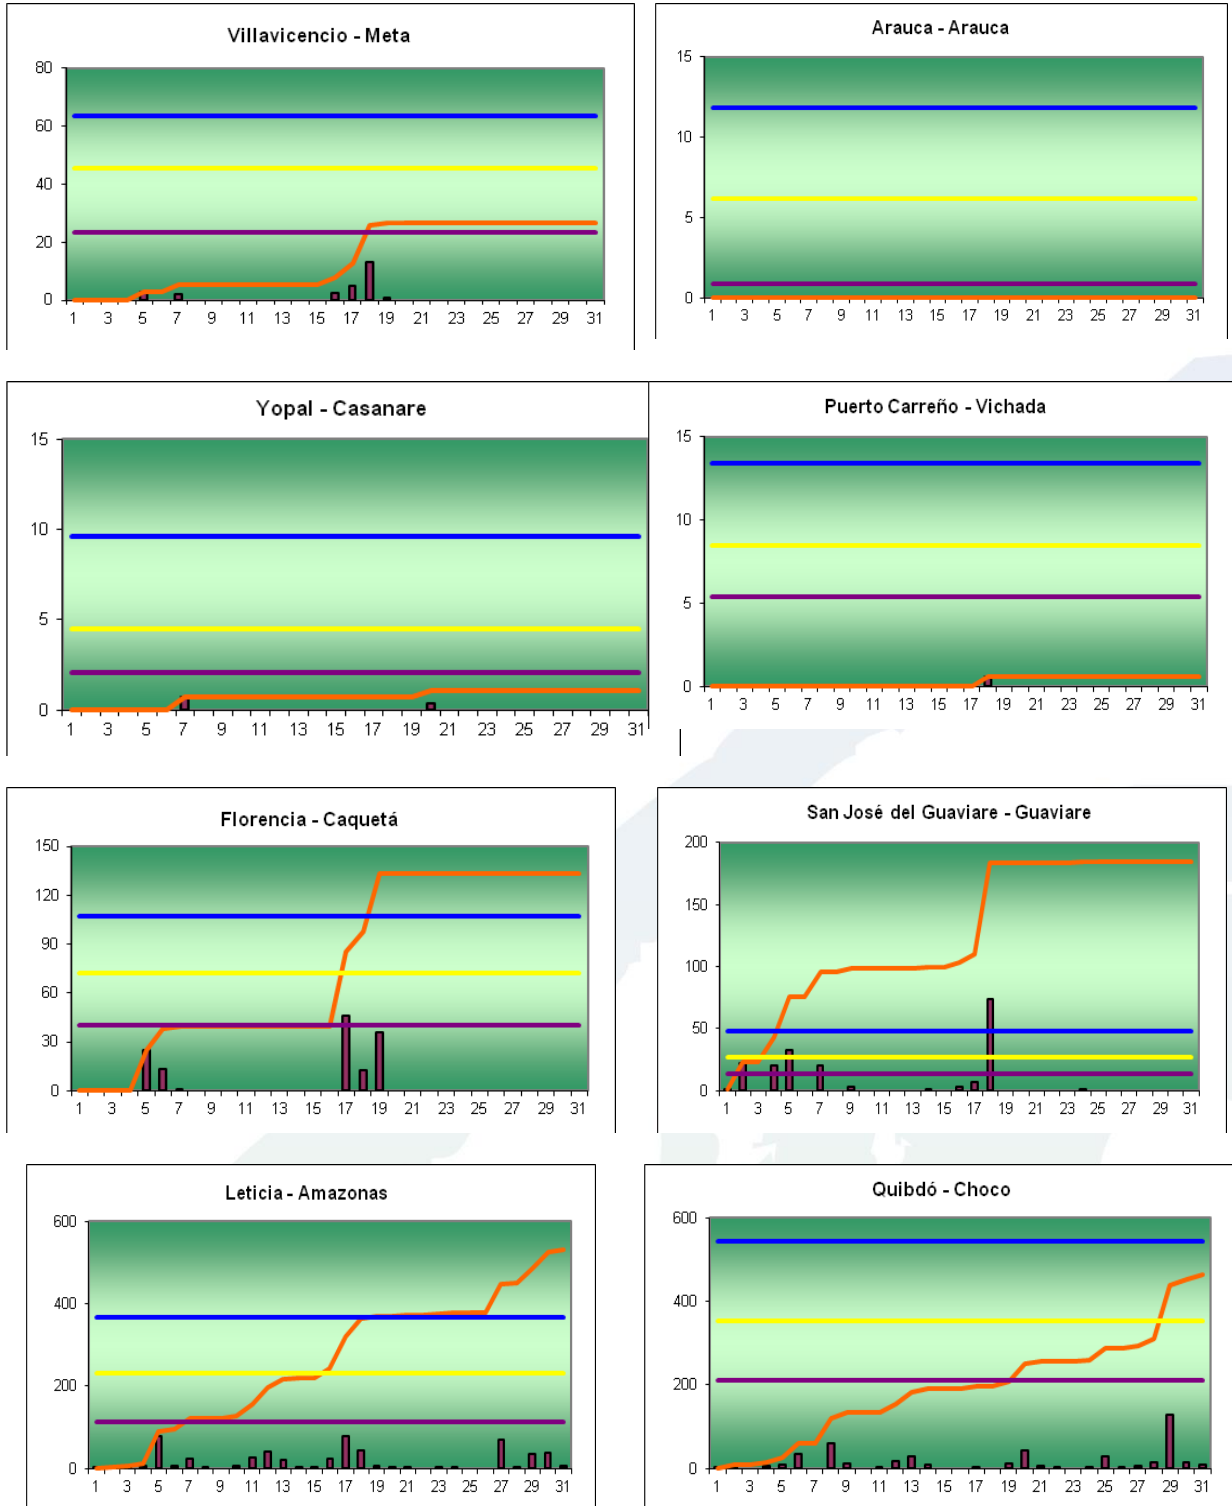 Villavicencio - Meta
80
60
40
20
0
1 3 5 7 9 11 13 15 17 19 21 23 25 27 29 31
Arauca - Arauca
15
10
5
0
1 3 5 7 9 11 13 15 17 19 21 23 25 27 29 31
Yopal - Casanare
15
10
5
0
1 3 5 7 9 11 13 15 17 19 21 23 25 27 29 31
Puerto Carreño - Vichada
15
10
5
0
1 3 5 7 9 11 13 15 17 19 21 23 25 27 29 31
Florencia - Caquetá
150
120
90
60
30
0
1 3 5 7 9 11 13 15 17 19 21 23 25 27 29 31
San José del Guaviare - Guaviare
200
150
100
50
0
1 3 5 7 9 11 13 15 17 19 21 23 25 27 29 31
Leticia - Amazonas
600
400
200
0
1 3 5 7 9 11 13 15 17 19 21 23 25 27 29 31
Quibdó - Choco
600
400
200
0
1 3 5 7 9 11 13 15 17 19 21 23 25 27 29 31